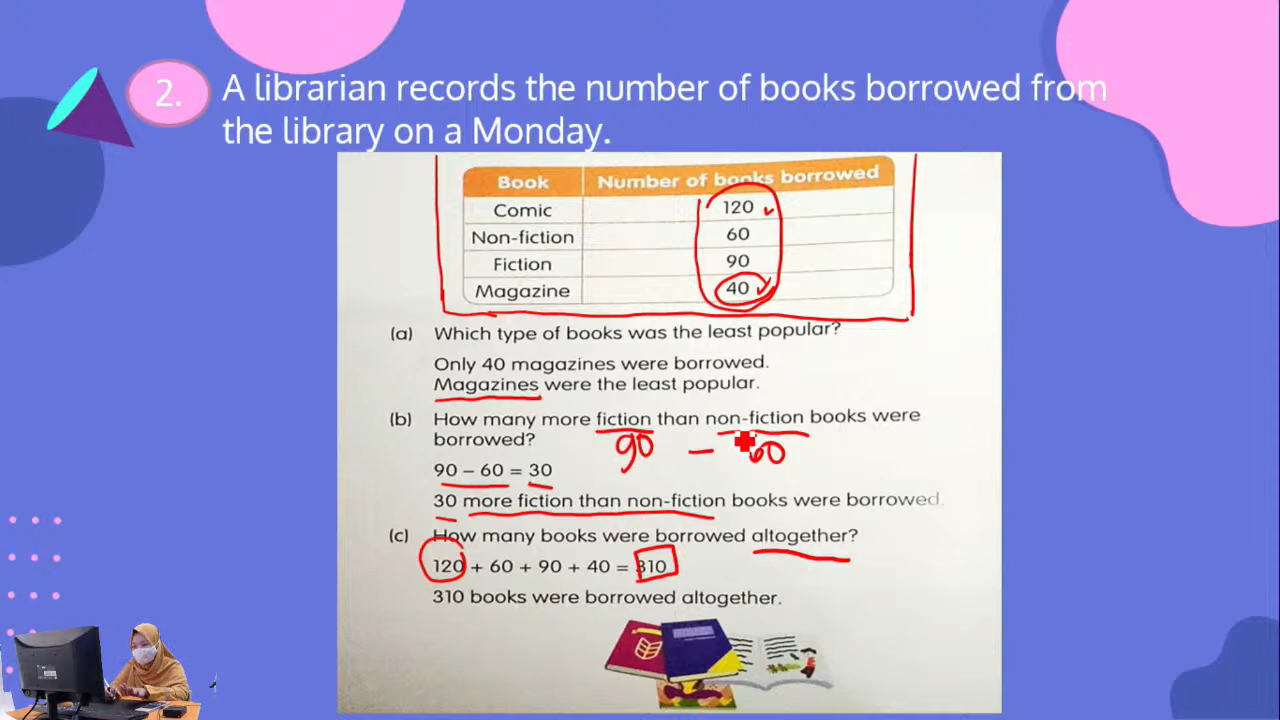 2. A librarian records the number of books borrowed from
the library on a Monday.
Book Number of books borrowed
Comic 120
Non-fiction 60
Fiction 90
Magazine 40
(a) Which type of books was the least popular?
Only 40 magazines were borrowed.
Magazines were the least popular.
(b) How many more fiction than non-fiction books were
borrowed?
90 – 60
90 – 60 = 30
30 more fiction than non-fiction books were borrowed.
(c) How many books were borrowed altogether?
120 + 60 + 90 + 40 = 310
310 books were borrowed altogether.